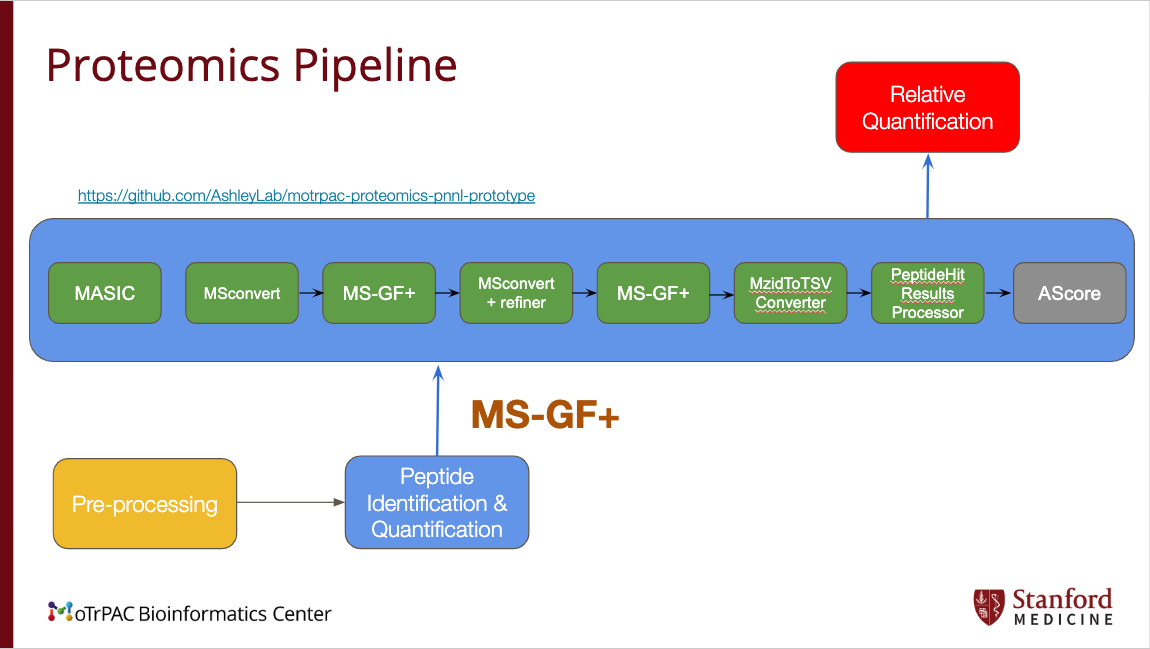 Proteomics Pipeline
Relative
Quantification
https://github.com/AshleyLab/motrpac-proteomics-pnnl-prototype
MASIC
MSconvert
MS-GF+
MSconvert
+ refiner
MS-GF+
MzidToTSV
Converter
PeptideHit
Results
Processor
AScore
MS-GF+
Pre-processing
Peptide
Identification &
Quantification
MoTrPAC Bioinformatics Center
Stanford
MEDICINE